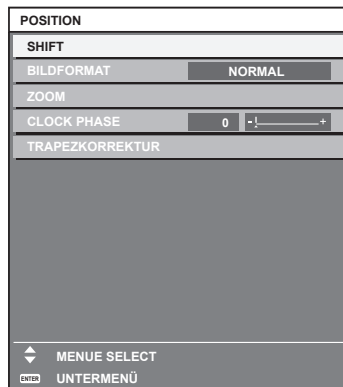 POSITION
SHIFT
BILDFORMAT NORMAL
ZOOM
CLOCK PHASE 0 - +
TRAPEZKORREKTUR
MENUE SELECT
ENTER UNTERMENÜ